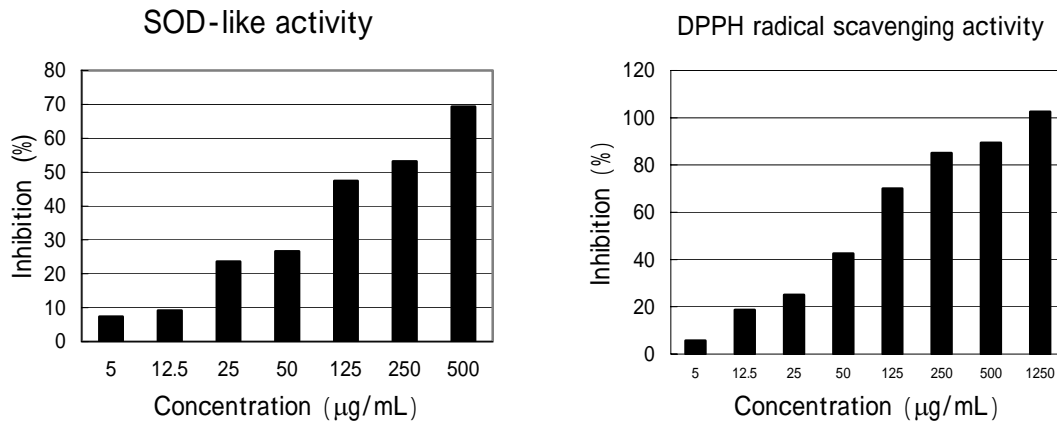 SOD-like activity
80
70
60
50
40
30
20
10
0
Inhibition (%)
5 12.5 25 50 125 250 500
Concentration (μg/mL)
DPPH radical scavenging activity
120
100
80
60
40
20
0
Inhibition (%)
5 12.5 25 50 125 250 500 1250
Concentration (μg/mL)